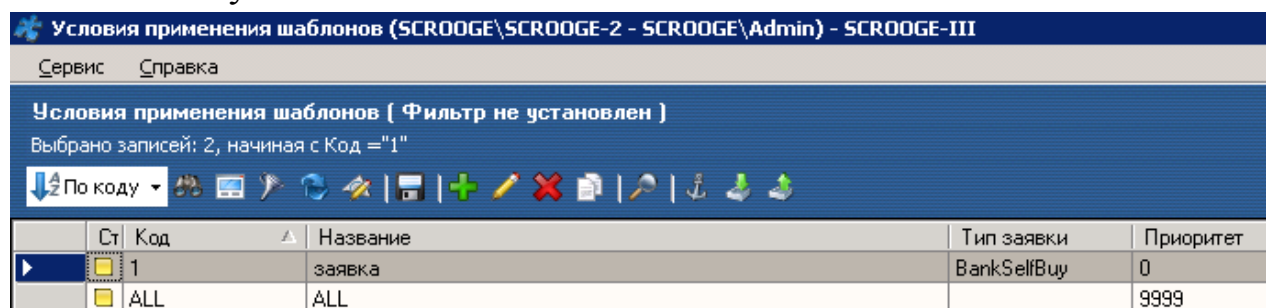 Условия применения шаблонов (SCROOGE\SCROOGE-2 - SCROOGE\Admin) - SCROOGE-III
Сервис Справка
Условия применения шаблонов ( Фильтр не установлен )
Выбрано записей: 2, начиная с Код ="1"
По коду
Ст Код Название Тип заявки Приоритет
1 заявка BankSelfBuy 0
ALL ALL 9999